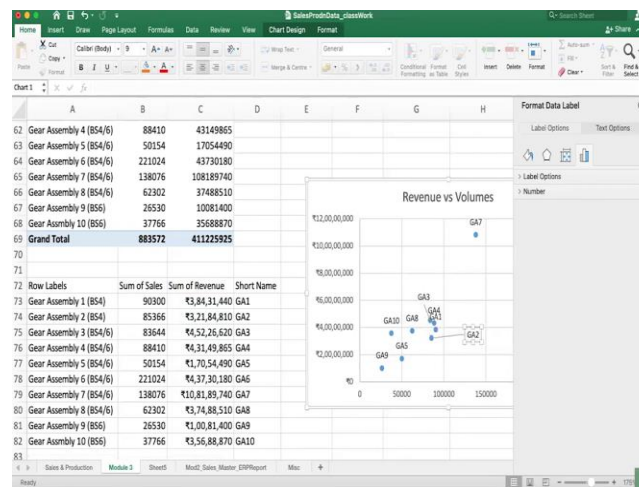 SalesProdnData_classWork
Search Sheet
Home Insert Draw Page Layout Formulas Data Review View Chart Design Format
Share
Cut
Copy
Format
Paste
Calibri (Body) 9 A A
B I U A
Wrap Text
Merge & Centre
General
Conditional Formatting
Format as Table
Cell Styles
Insert Delete Format
Auto-sum
Fill
Clear
Sort & Filter
Find & Select
Chart 1 fx
A B C D E F G H
62 Gear Assembly 4 (BS4/6) 88410 43149865
63 Gear Assembly 5 (BS4/6) 50154 17054490
64 Gear Assembly 6 (BS4/6) 221024 43730180
65 Gear Assembly 7 (BS4/6) 138076 108189740
66 Gear Assembly 8 (BS4/6) 62302 37488510
67 Gear Assembly 9 (BS6) 26530 10081400
68 Gear Assmbly 10 (BS6) 37766 35688870
69 Grand Total 883572 411225925
70
71
72 Row Labels Sum of Sales Sum of Revenue Short Name
73 Gear Assembly 1 (BS4) 90300 ₹3,84,31,440 GA1
74 Gear Assembly 2 (BS4) 85366 ₹3,21,84,810 GA2
75 Gear Assembly 3 (BS4/6) 83644 ₹4,52,26,620 GA3
76 Gear Assembly 4 (BS4/6) 88410 ₹4,31,49,865 GA4
77 Gear Assembly 5 (BS4/6) 50154 ₹1,70,54,490 GA5
78 Gear Assembly 6 (BS4/6) 221024 ₹4,37,30,180 GA6
79 Gear Assembly 7 (BS4/6) 138076 ₹10,81,89,740 GA7
80 Gear Assembly 8 (BS4/6) 62302 ₹3,74,88,510 GA8
81 Gear Assembly 9 (BS6) 26530 ₹1,00,81,400 GA9
82 Gear Assmbly 10 (BS6) 37766 ₹3,56,88,870 GA10
83
Revenue vs Volumes
₹12,00,00,000
₹10,00,00,000
₹8,00,00,000
₹6,00,00,000
₹4,00,00,000
₹2,00,00,000
₹0
0 50000 100000 150000
GA7
GA3
GA4
GA10 GA8 GA1
GA2
GA5
GA9
Format Data Label
Label Options Text Options
Label Options
Number
Sales & Production Module 3 Sheet5 Mod2_Sales_Master_ERPReport Misc +
Ready